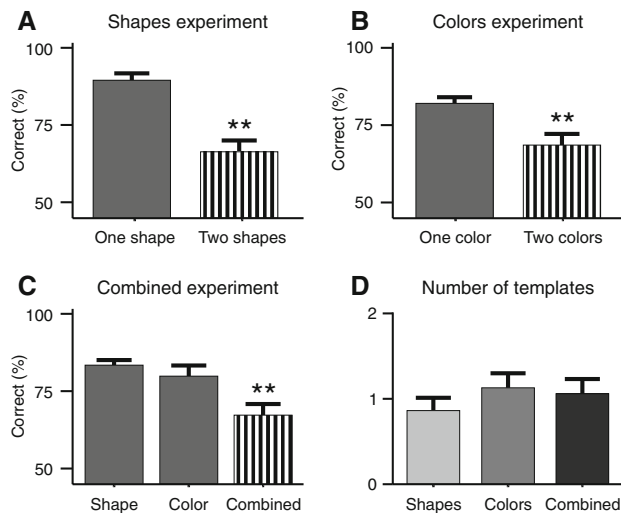 A Shapes experiment
Correct (%)
100
75
50
**
One shape Two shapes
B Colors experiment
Correct (%)
100
75
50
**
One color Two colors
C Combined experiment
Correct (%)
100
75
50
**
Shape Color Combined
D Number of templates
2
1
0
Shapes Colors Combined